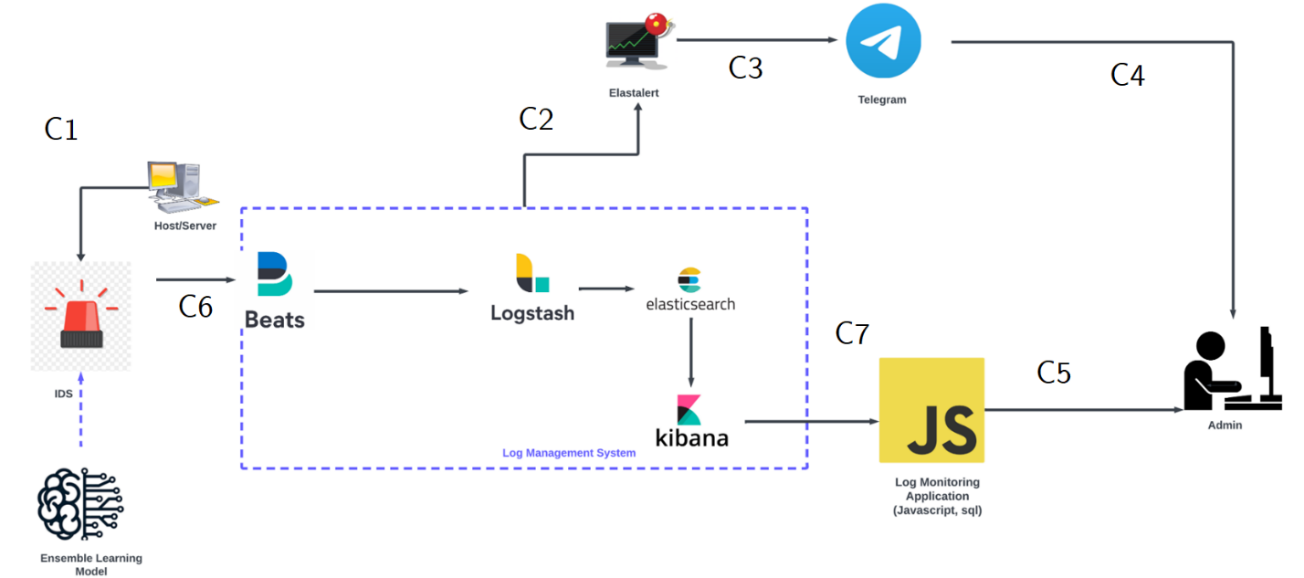 Elastalert
C3
Telegram
C4
C1
C2
Host/Server
C6
Beats
Logstash
elasticsearch
C7
C5
IDS
kibana
Log Management System
JS
Admin
Log Monitoring
Application
(Javascript, sql)
Ensemble Learning
Model